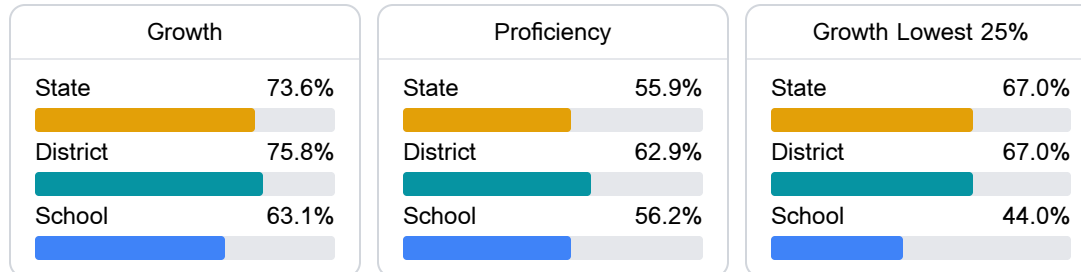 Growth
State 73.6%
District 75.8%
School 63.1%
Proficiency
State 55.9%
District 62.9%
School 56.2%
Growth Lowest 25%
State 67.0%
District 67.0%
School 44.0%